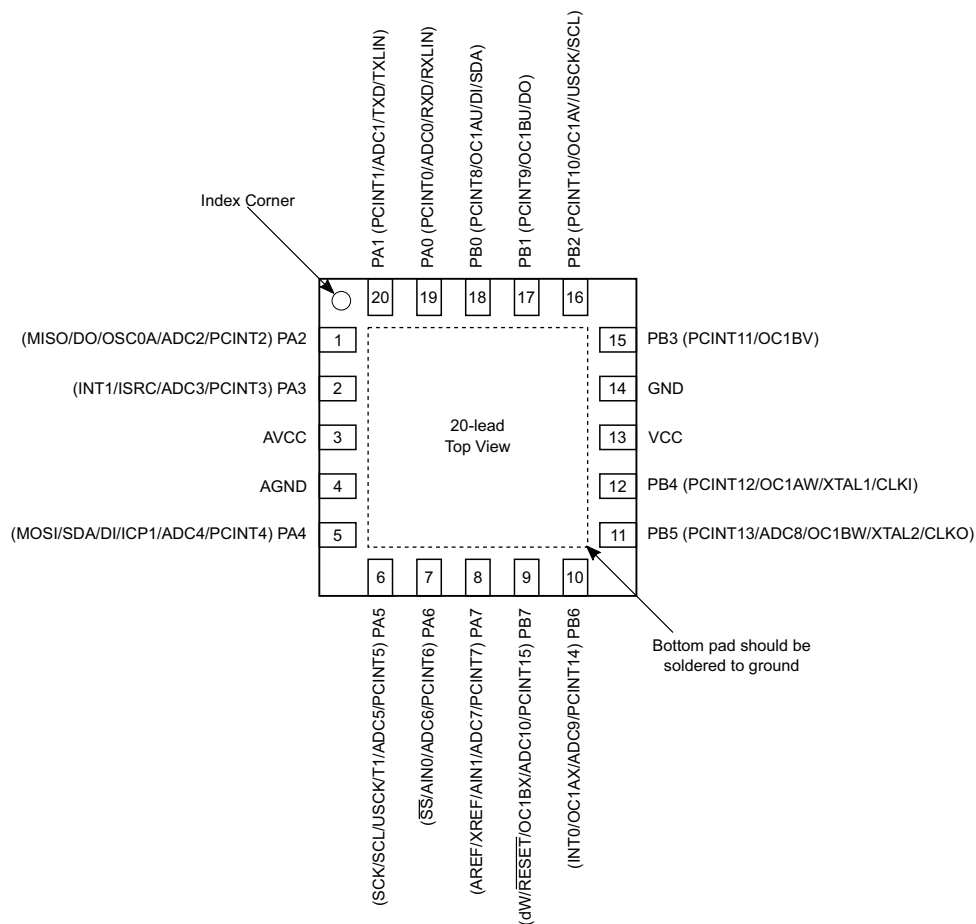 PA1 (PCINT1/ADC1/TXD/TXLIN)
PA0 (PCINT0/ADC0/RXD/RXLIN)
PB0 (PCINT8/OC1AU/DI/SDA)
PB1 (PCINT9/OC1BU/DO)
PB2 (PCINT10/OC1AV/USCK/SCL)
Index Corner
20 19 18 17 16
(MISO/DO/OSC0A/ADC2/PCINT2) PA2 1
15 PB3 (PCINT11/OC1BV)
(INT1/ISRC/ADC3/PCINT3) PA3 2
14 GND
AVCC 3
13 VCC
20-lead
Top View
AGND 4
12 PB4 (PCINT12/OC1AW/XTAL1/CLKI)
(MOSI/SDA/DI/ICP1/ADC4/PCINT4) PA4 5
11 PB5 (PCINT13/ADC8/OC1BW/XTAL2/CLKO)
6 7 8 9 10
(SCK/SCL/USCK/T1/ADC5/PCINT5) PA5
(SS/AIN0/ADC6/PCINT6) PA6
(AREF/XREF/AIN1/ADC7/PCINT7) PA7
(dW/RESET/OC1BX/ADC10/PCINT15) PB7
(INT0/OC1AX/ADC9/PCINT14) PB6
Bottom pad should be
soldered to ground